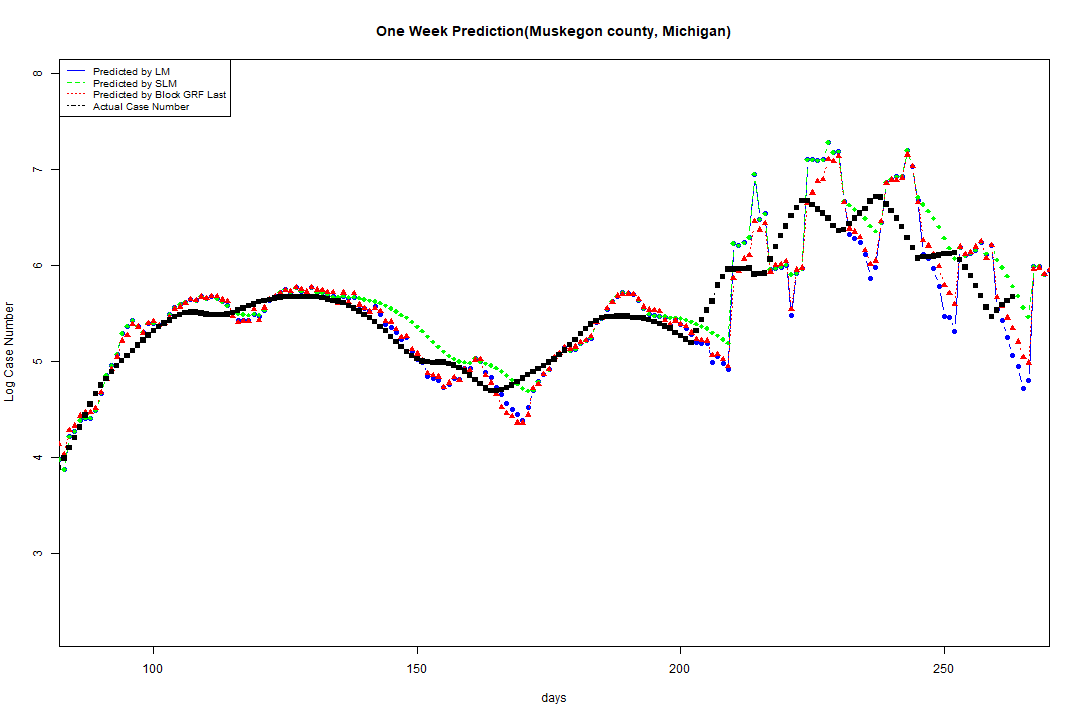 One Week Prediction(Muskegon county, Michigan)
Predicted by LM
Predicted by SLM
Predicted by Block GRF Last
Actual Case Number
8
7
6
5
4
3
Log Case Number
100
150
200
250
days